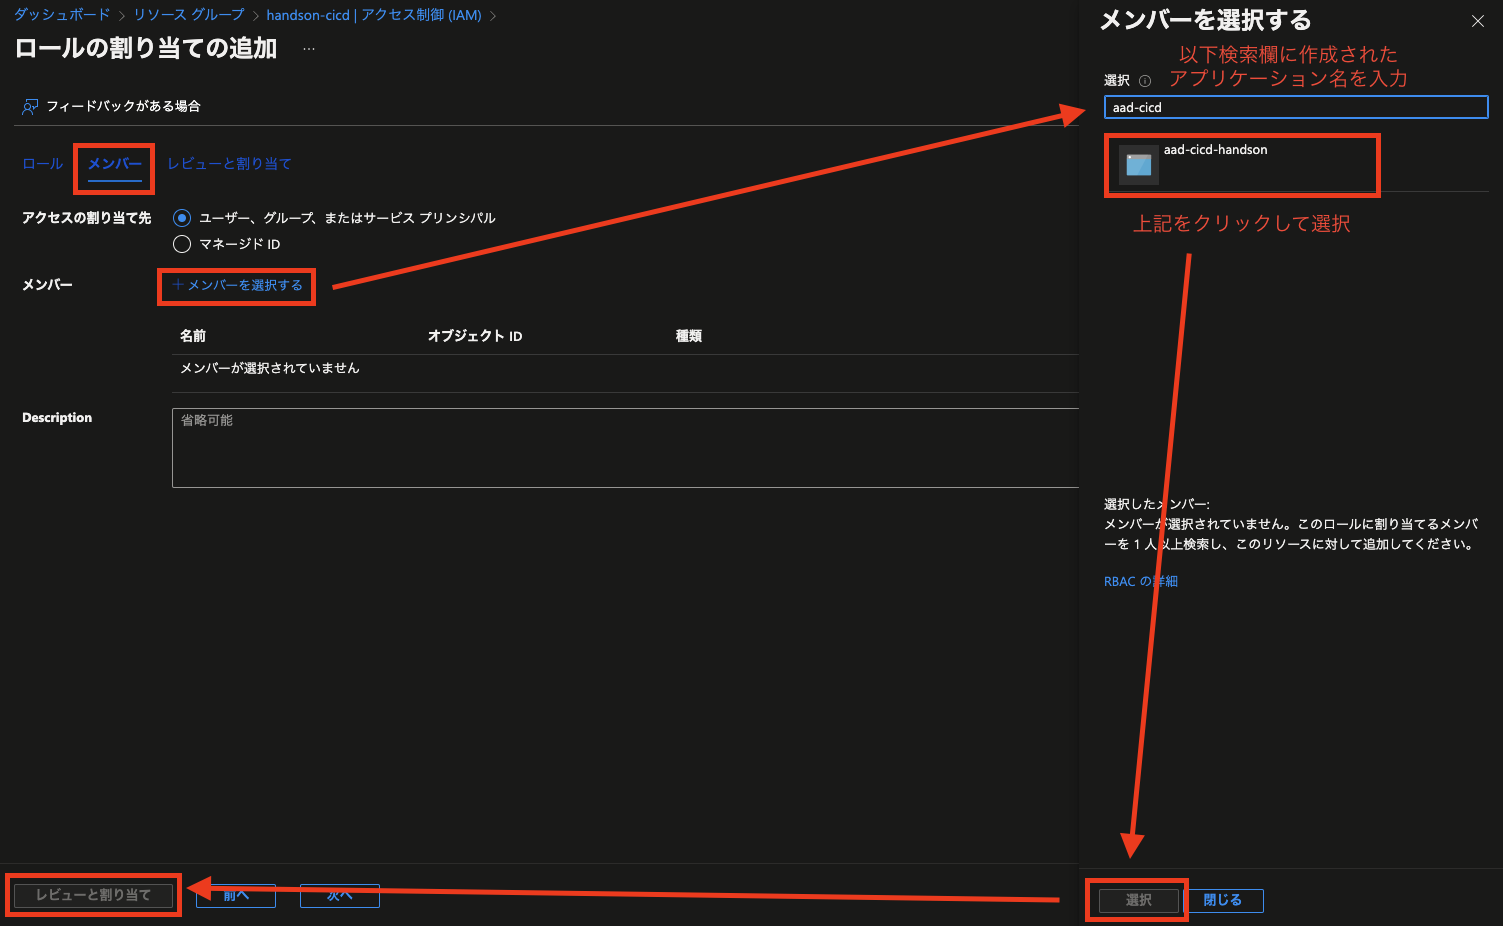 ダッシュボード > リソース グループ > handson-cicd | アクセス制御 (IAM) >
ロールの割り当ての追加 …
フィードバックがある場合
ロール メンバー レビューと割り当て
アクセスの割り当て先
ユーザー、グループ、またはサービス プリンシパル
マネージド ID
メンバー
+ メンバーを選択する
名前 オブジェクト ID 種類
メンバーが選択されていません
Description
省略可能
レビューと割り当て 前へ 次へ
メンバーを選択する
以下検索欄に作成された
アプリケーション名を入力
選択
aad-cicd
aad-cicd-handson
上記をクリックして選択
選択したメンバー:
メンバーが選択されていません。このロールに割り当てるメンバ
ーを 1 人以上検索し、このリソースに対して追加してください。
RBAC の詳細
選択 閉じる